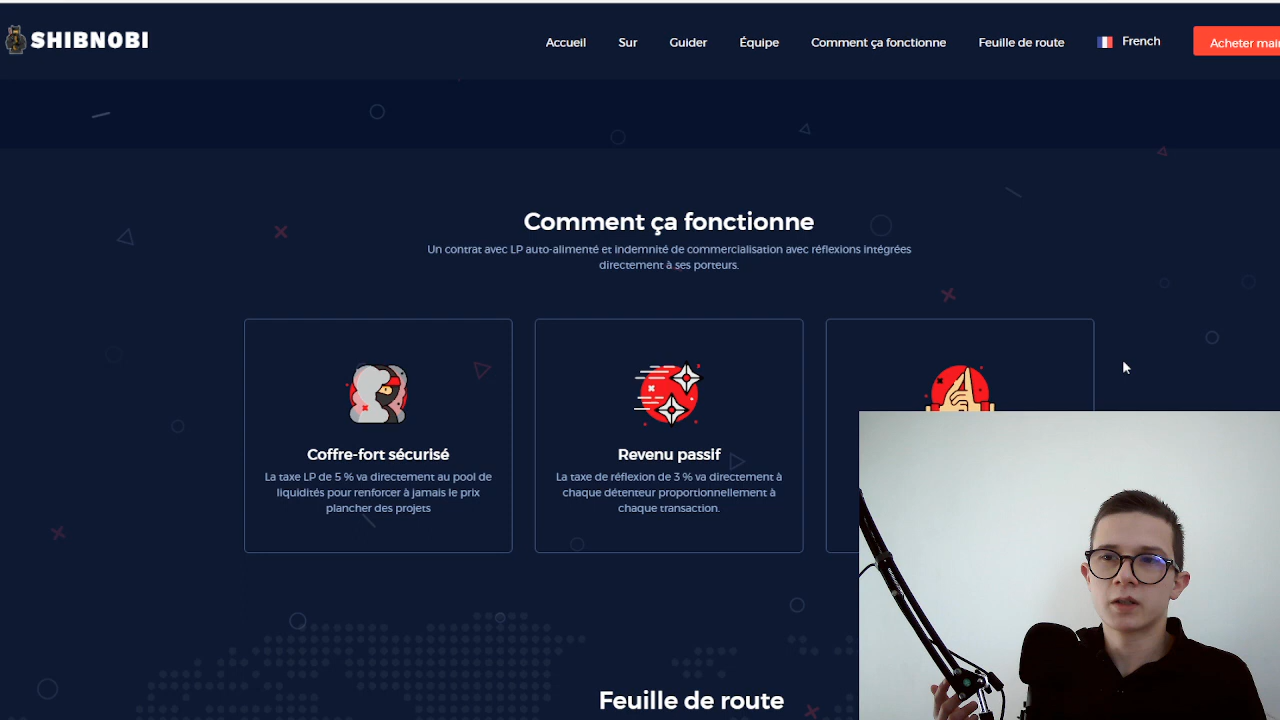 SHIBNOBI
Accueil
Sur
Guider
Équipe
Comment ça fonctionne
Feuille de route
French
Acheter
Comment ça fonctionne
Un contrat avec LP auto-alimenté et indemnité de commercialisation avec réflexions intégrées
directement à ses porteurs.
Coffre-fort sécurisé
La taxe LP de 5 % va directement au pool de
liquidités pour renforcer à jamais le prix
plancher des projets
Revenu passif
La taxe de réflexion de 3 % va directement à
chaque détenteur proportionnellement à
chaque transaction.
Feuille de route